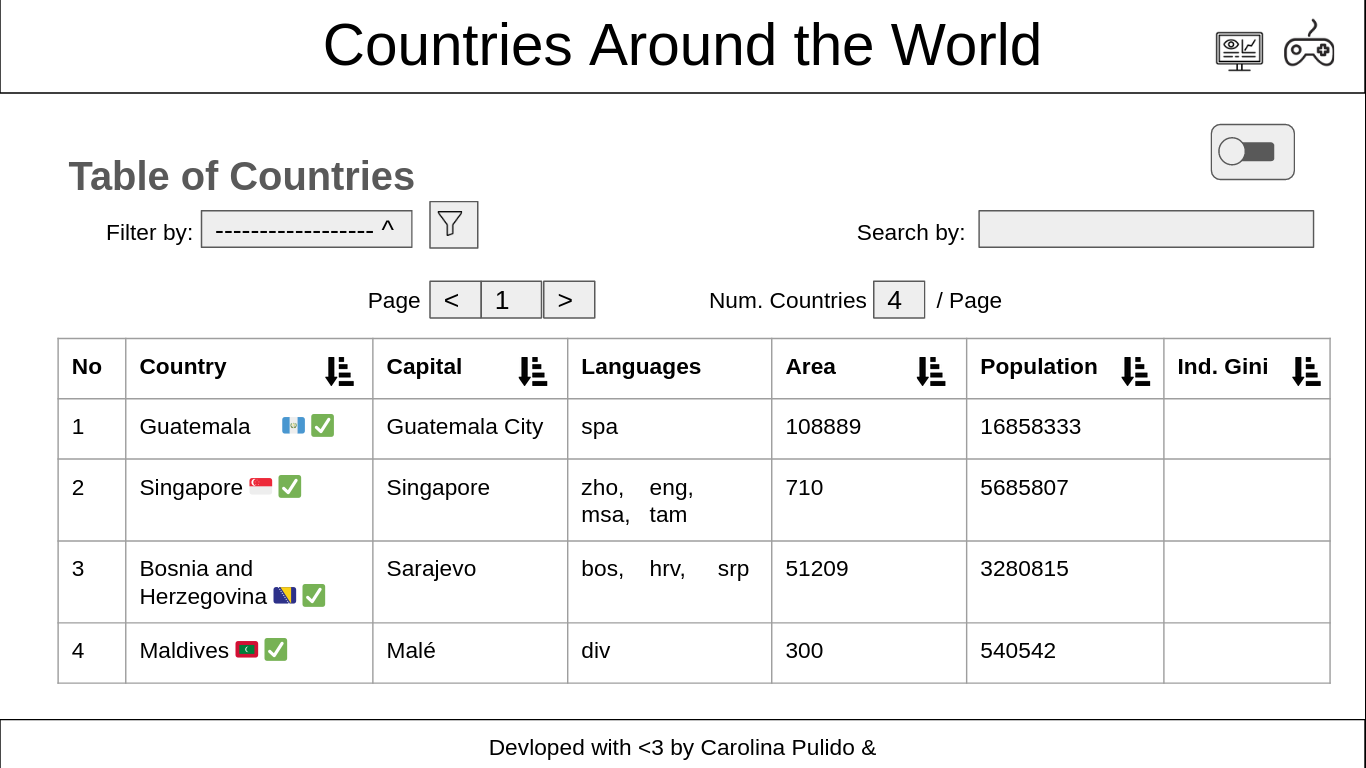 Countries Around the World
Table of Countries
Filter by: ------------------ ^
Search by:
Page < 1 > Num. Countries 4 / Page
No Country Capital Languages Area Population Ind. Gini
1 Guatemala Guatemala City spa 108889 16858333
2 Singapore Singapore zho, eng, 710 5685807
msa, tam
3 Bosnia and Sarajevo bos, hrv, srp 51209 3280815
Herzegovina
4 Maldives Malé div 300 540542
Devloped with <3 by Carolina Pulido &